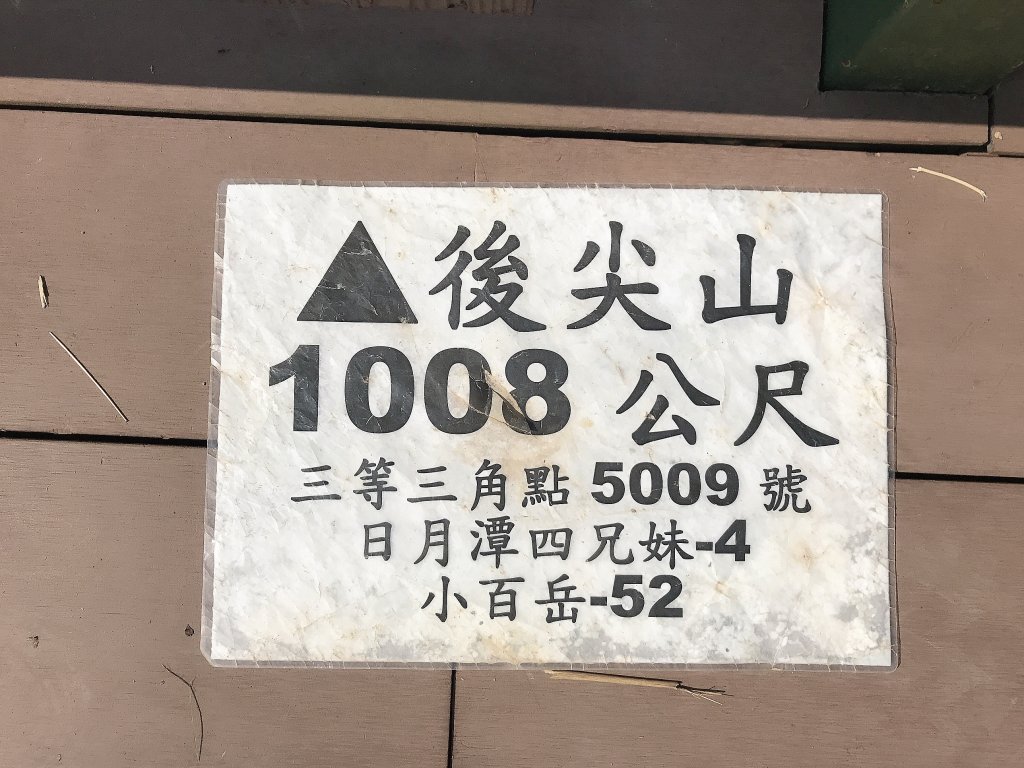 ▲後尖山
1008 公尺
三等三角點 5009 號
日月潭四兄妹-4
小百岳-52